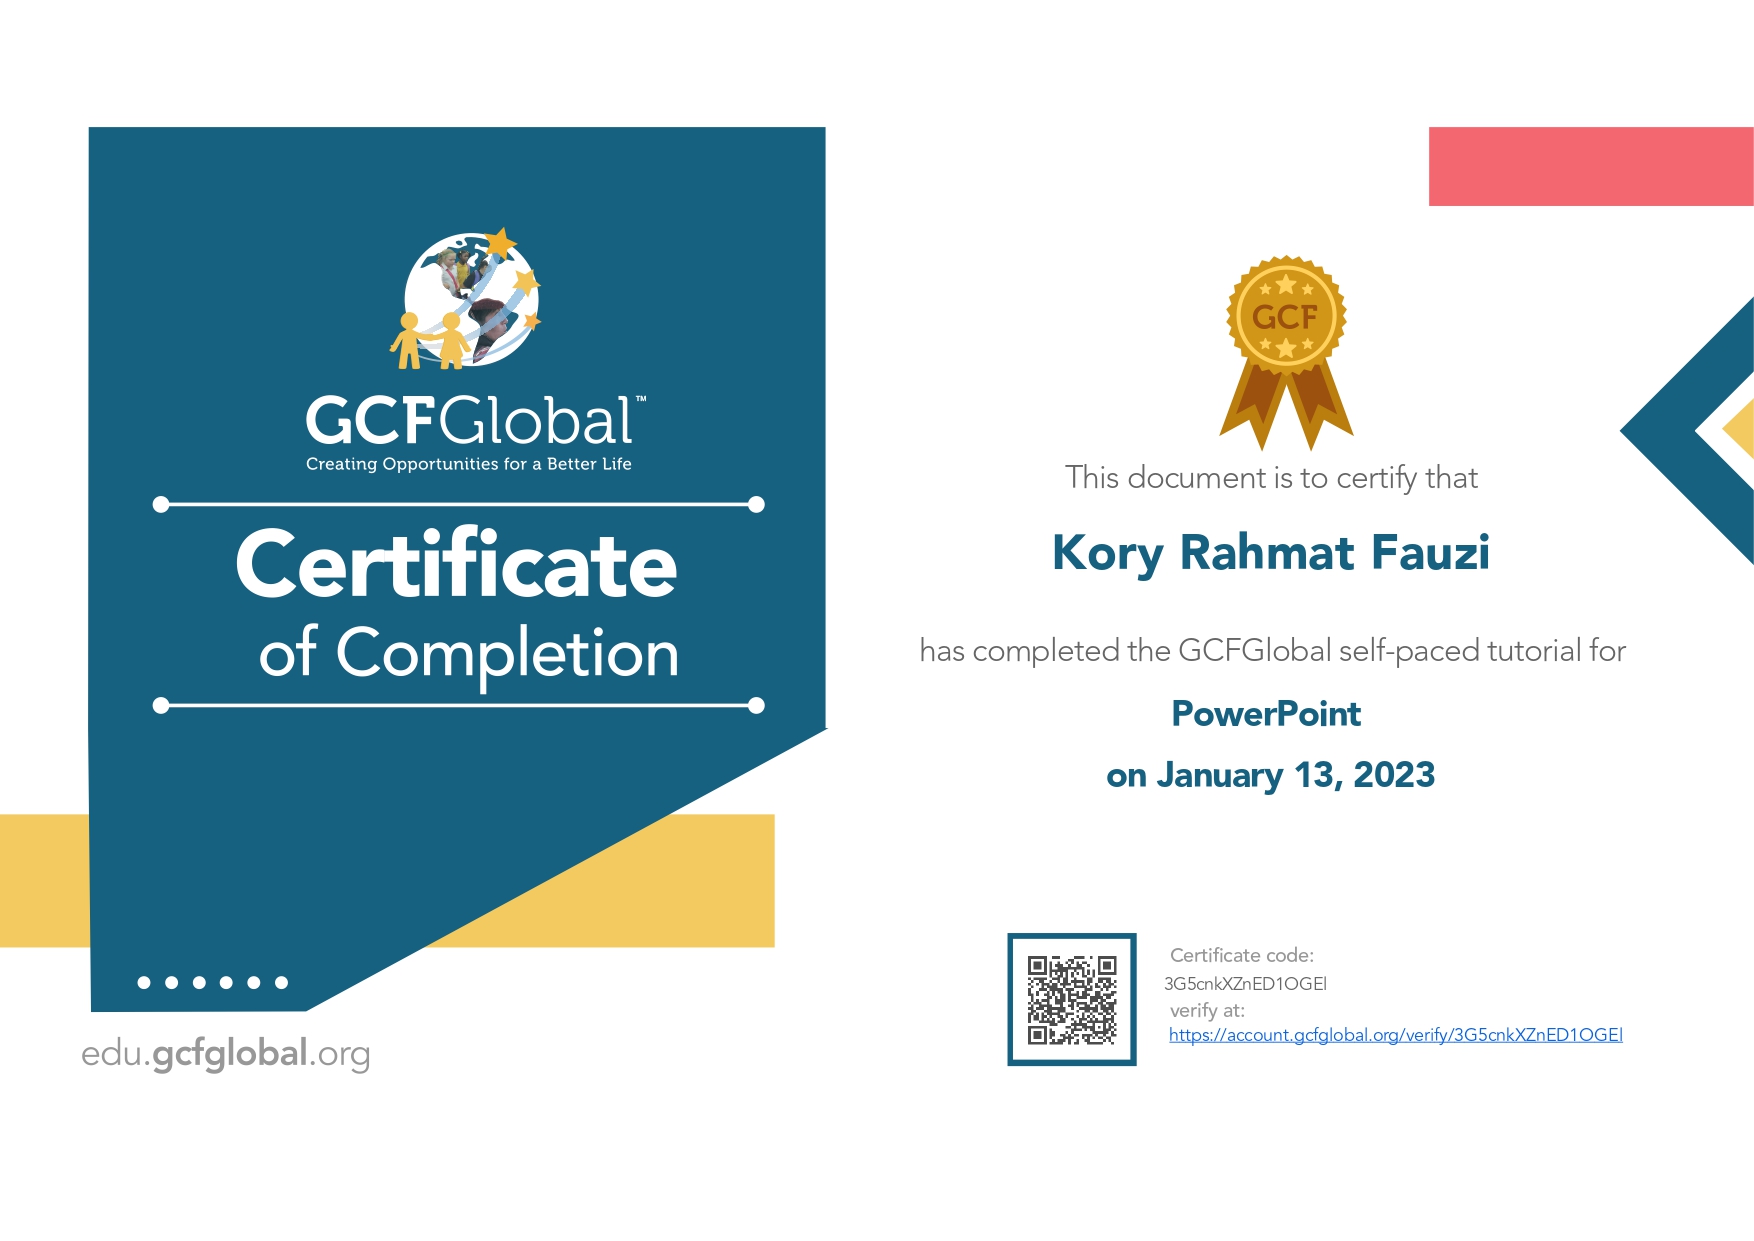 GCFGlobal™
Creating Opportunities for a Better Life
Certificate
of Completion
edu.gcfglobal.org
GCF
This document is to certify that
Kory Rahmat Fauzi
has completed the GCFGlobal self-paced tutorial for
PowerPoint
on January 13, 2023
Certificate code:
3G5cnkXZnED1OGEl
verify at:
https://account.gcfglobal.org/verify/3G5cnkXZnED1OGEl